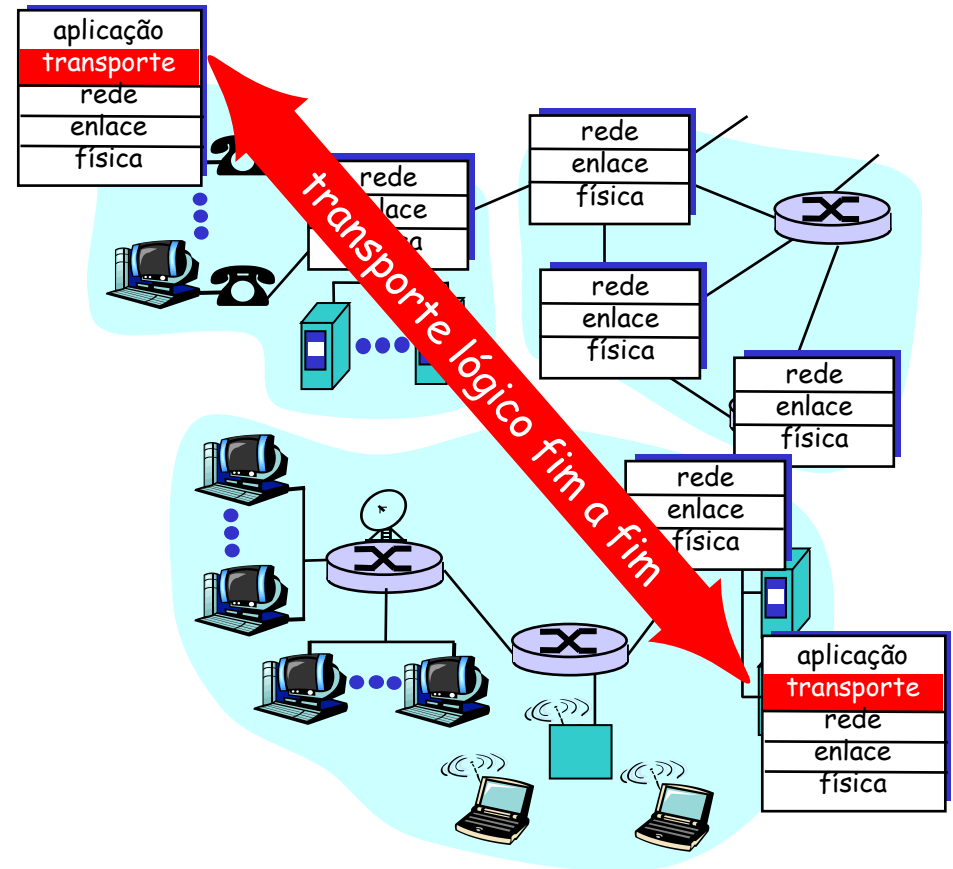 aplicação
transporte
rede
enlace
física
rede
física
rede
enlace
física
rede
enlace
física
rede
enlace
física
rede
enlace
física
transporte lógico fim a fim
aplicação
transporte
rede
enlace
física